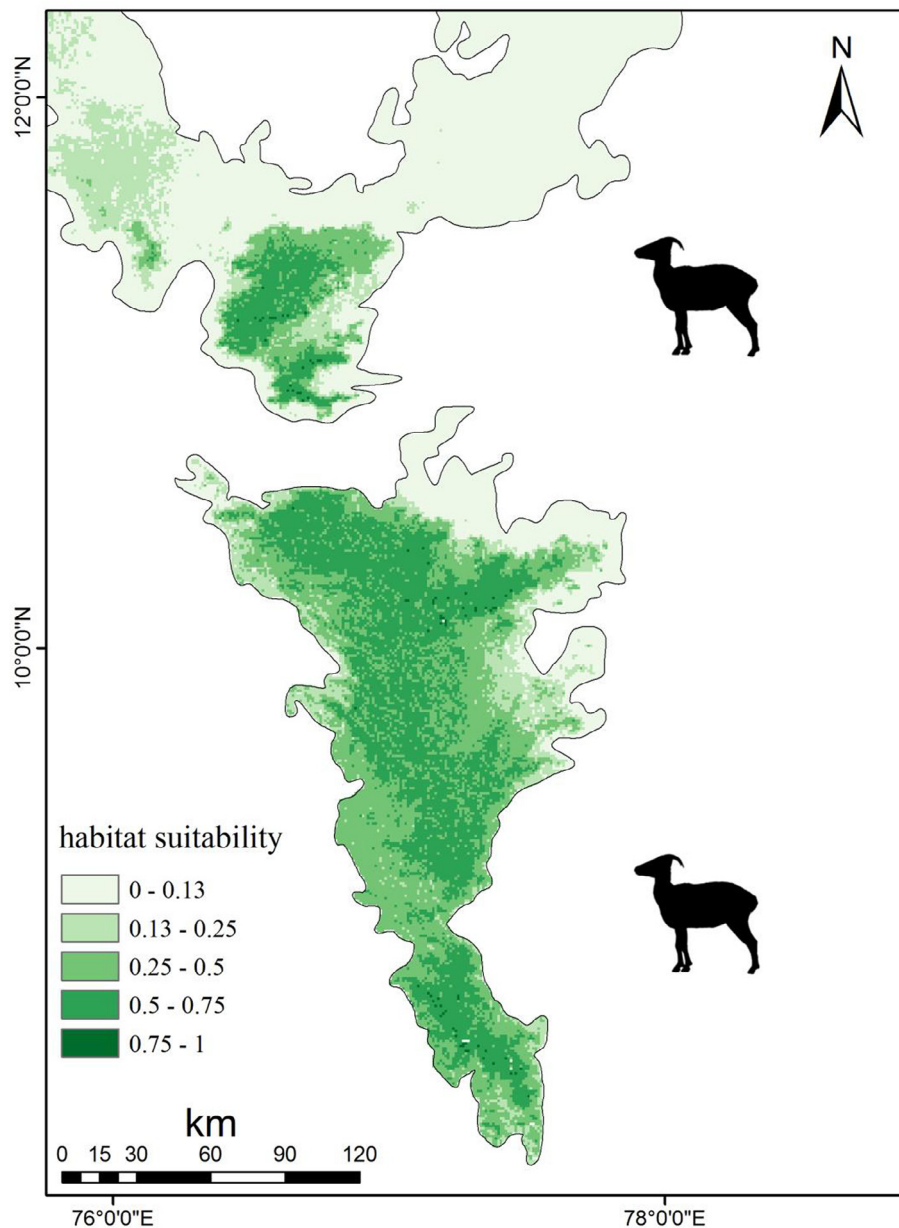 N
12°0'0"N
10°0'0"N
habitat suitability
0 - 0.13
0.13 - 0.25
0.25 - 0.5
0.5 - 0.75
0.75 - 1
km
0 15 30 60 90 120
76°0'0"E 78°0'0"E